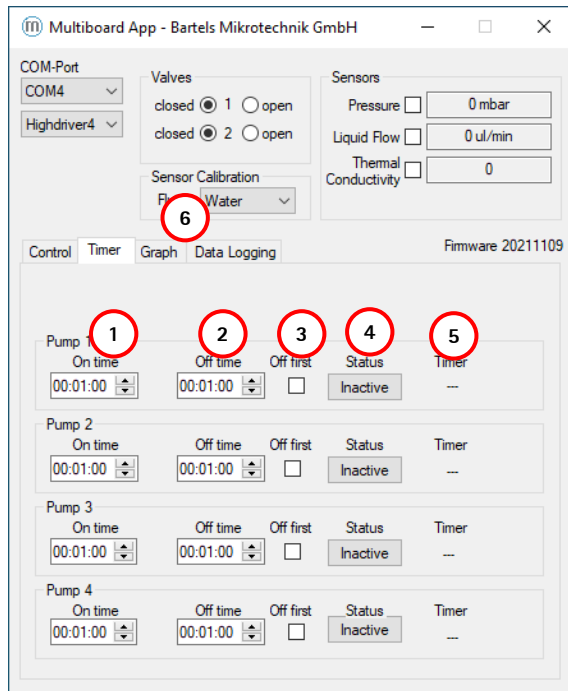 Multiboard App - Bartels Mikrotechnik GmbH
COM-Port
COM4
Highdriver4
Valves
closed 1 open
closed 2 open
Sensor Calibration
Water
6
Sensors
Pressure 0 mbar
Liquid Flow 0 ul/min
Thermal
Conductivity 0
Control Timer Graph Data Logging
Firmware 20211109
1 2 3 4 5
Pump 1
On time Off time Off first Status Timer
00:01:00 00:01:00 Inactive ---
Pump 2
On time Off time Off first Status Timer
00:01:00 00:01:00 Inactive ---
Pump 3
On time Off time Off first Status Timer
00:01:00 00:01:00 Inactive ---
Pump 4
On time Off time Off first Status Timer
00:01:00 00:01:00 Inactive ---